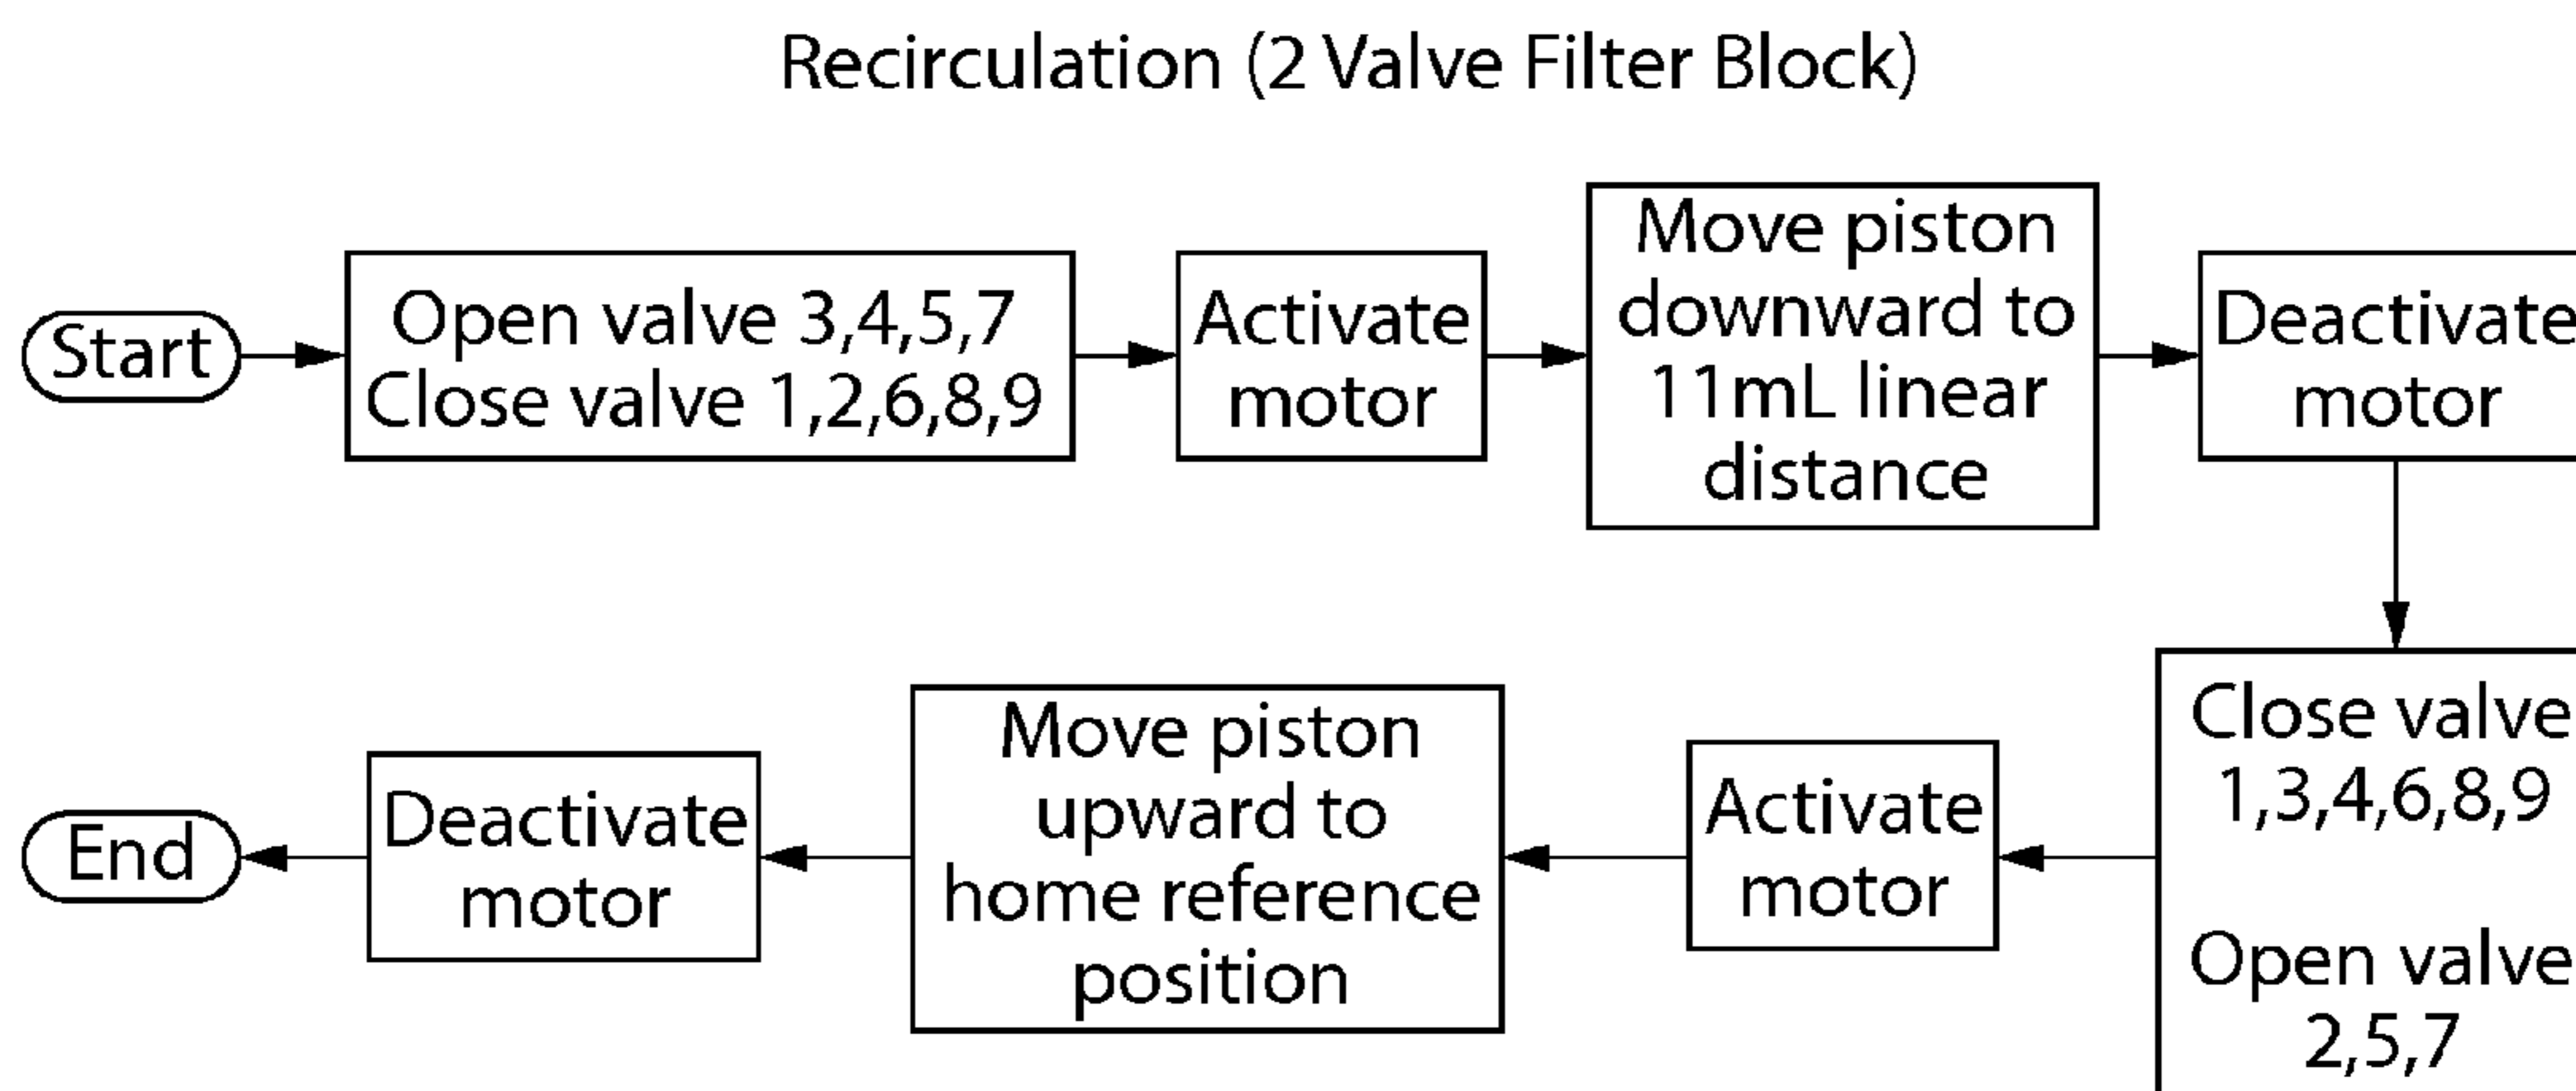 Recirculation (2 Valve Filter Block)
Start
Open valve 3,4,5,7
Close valve 1,2,6,8,9
Activate
motor
Move piston
downward to
11mL linear
distance
Deactivate
motor
Close valve
1,3,4,6,8,9
Open valve
2,5,7
Activate
motor
Move piston
upward to
home reference
position
Deactivate
motor
End